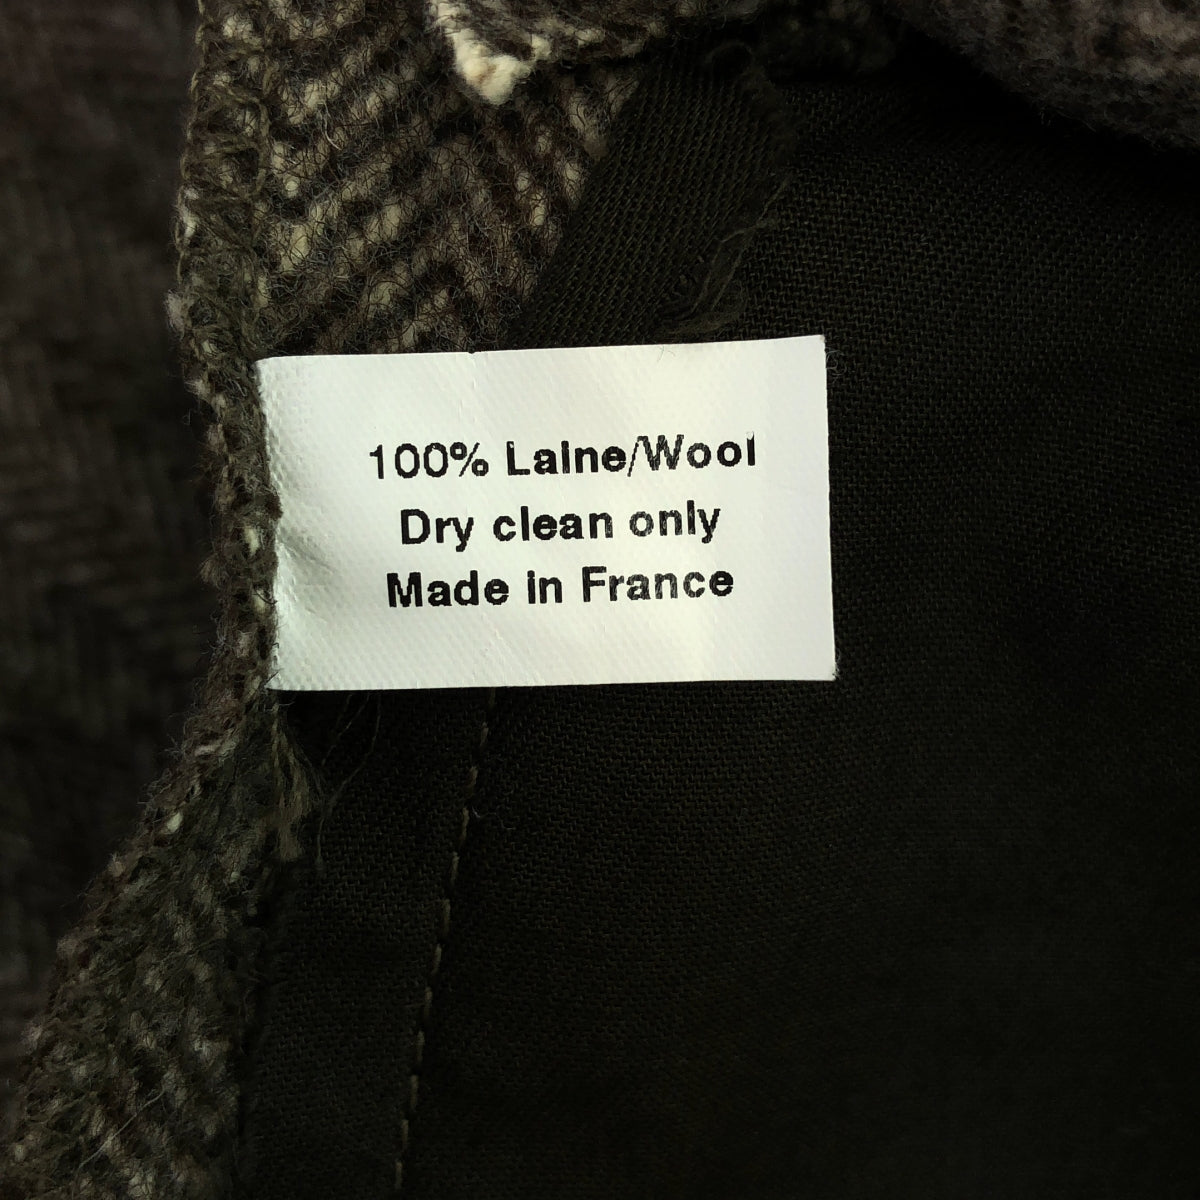 100% Laine/Wool
Dry clean only
Made in France